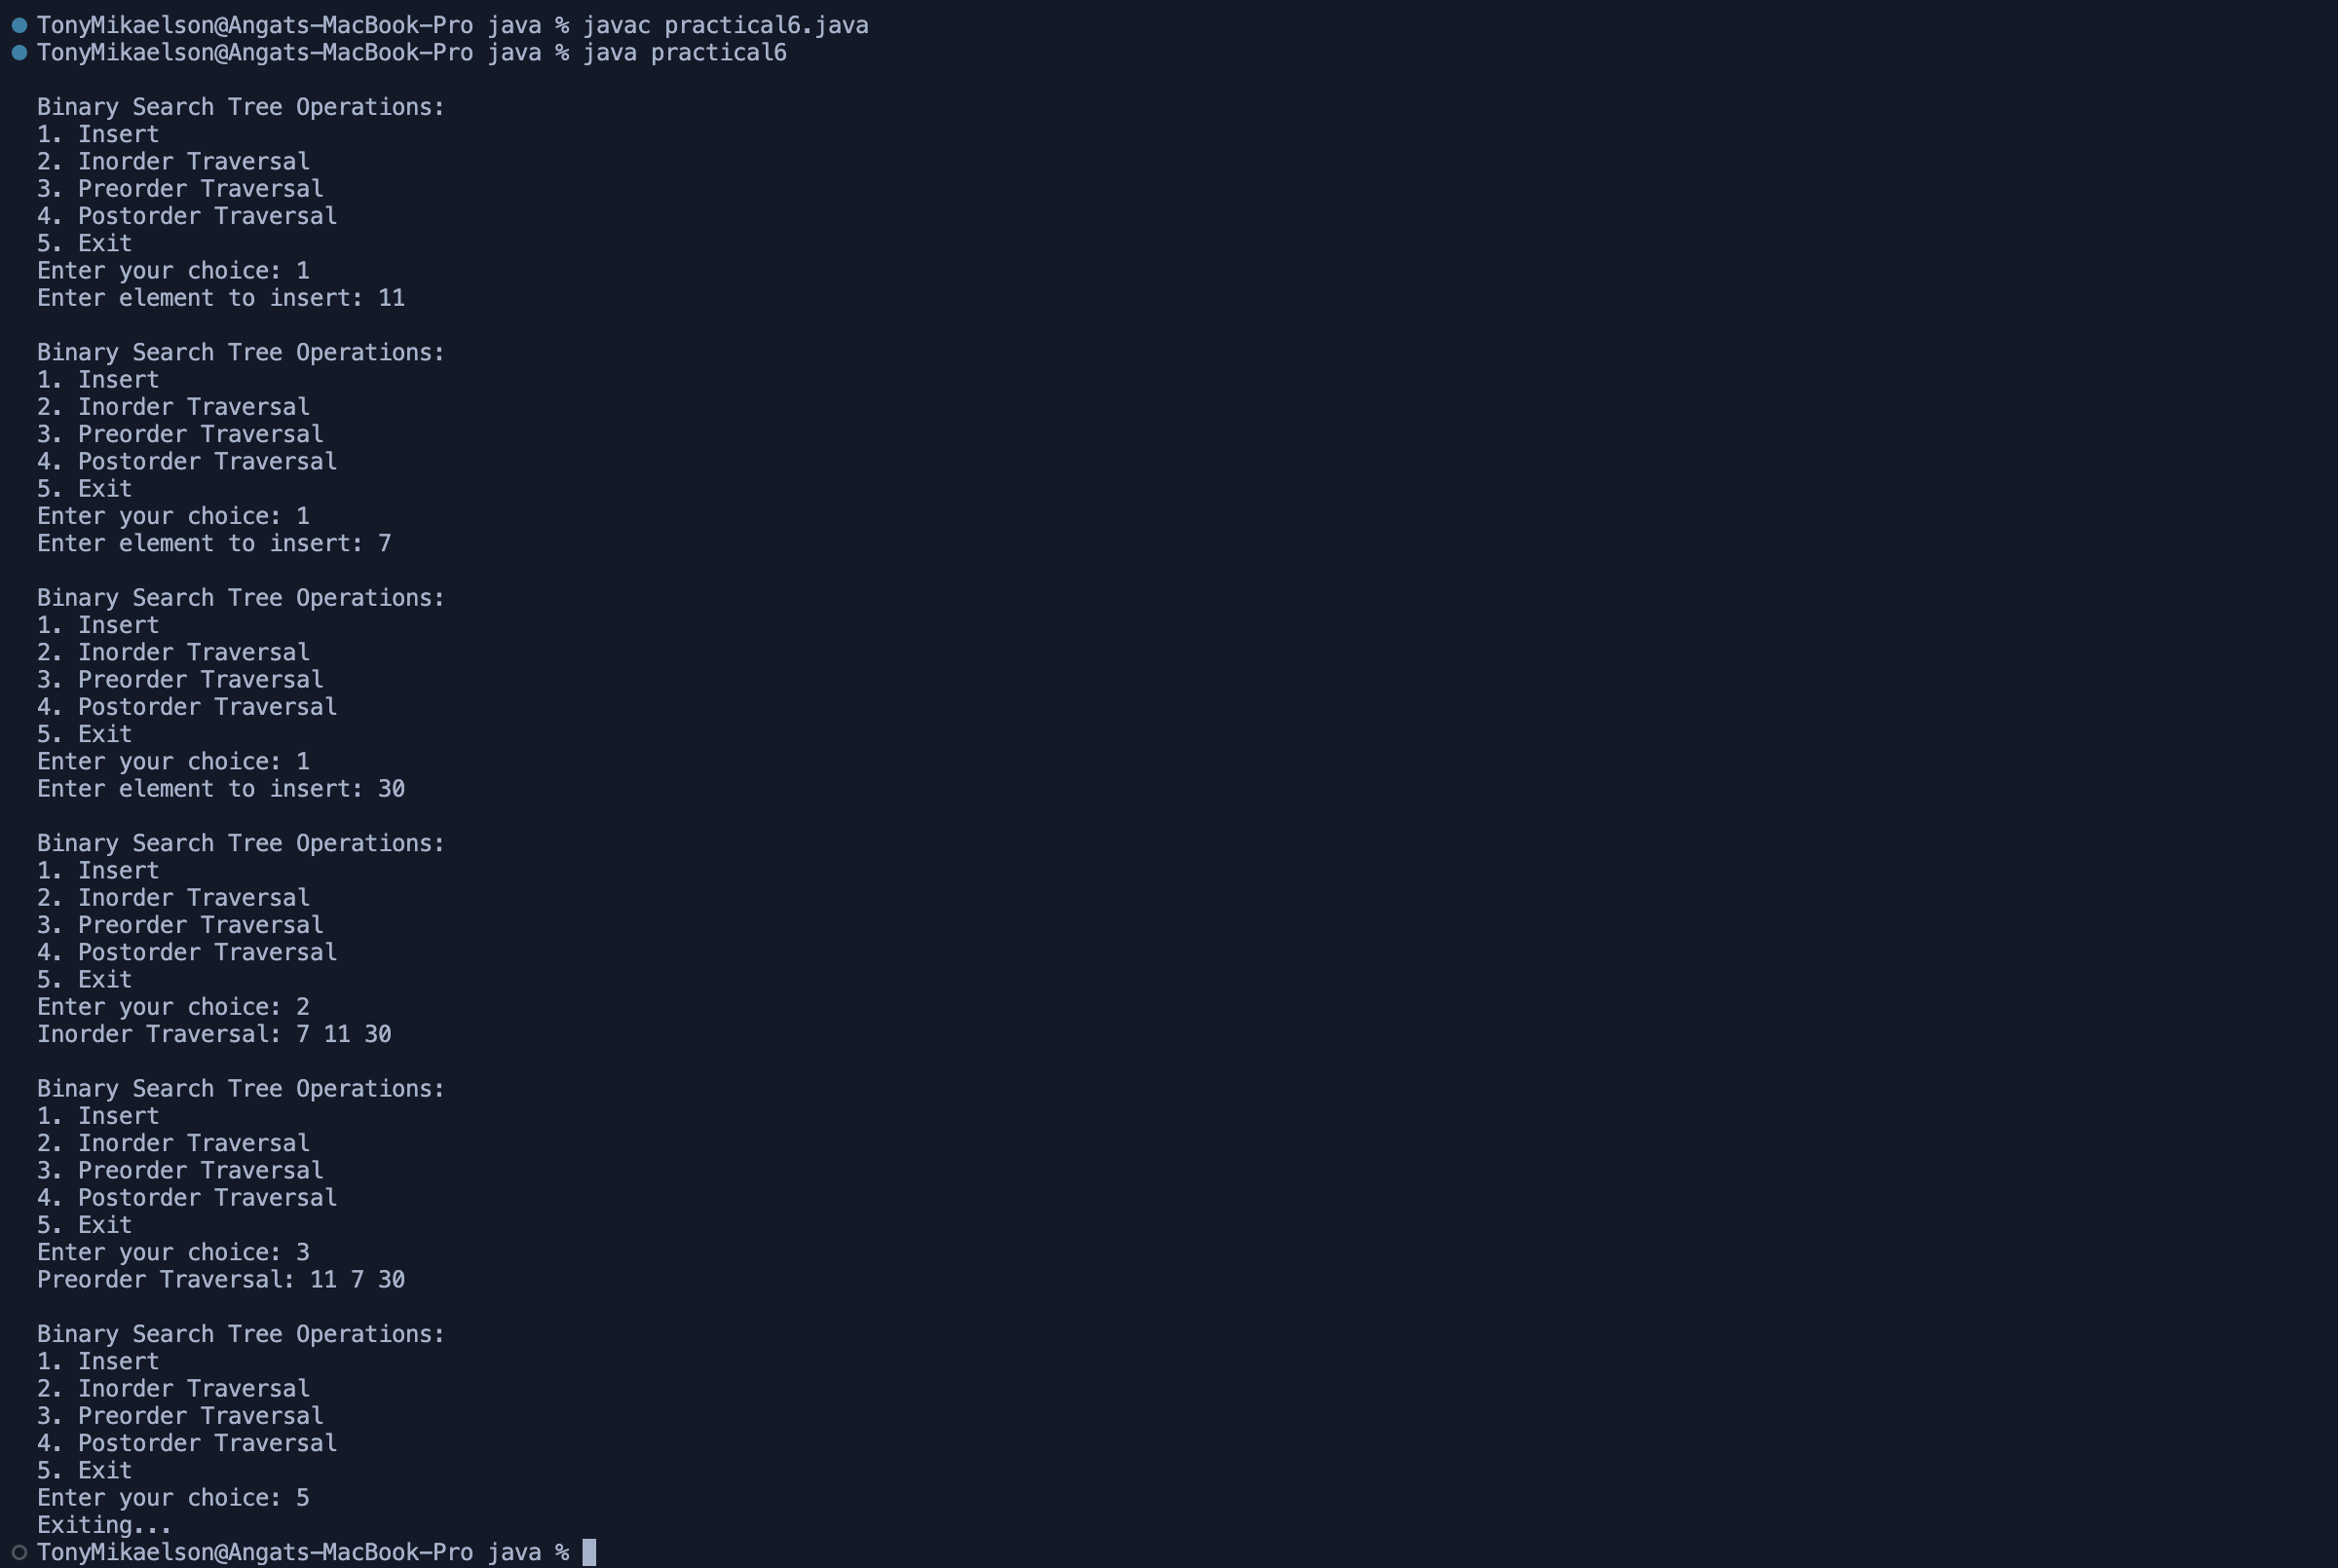 TonyMikaelson@Angats-MacBook-Pro java % javac practical6.java
TonyMikaelson@Angats-MacBook-Pro java % java practical6
Binary Search Tree Operations:
1. Insert
2. Inorder Traversal
3. Preorder Traversal
4. Postorder Traversal
5. Exit
Enter your choice: 1
Enter element to insert: 11
Binary Search Tree Operations:
1. Insert
2. Inorder Traversal
3. Preorder Traversal
4. Postorder Traversal
5. Exit
Enter your choice: 1
Enter element to insert: 7
Binary Search Tree Operations:
1. Insert
2. Inorder Traversal
3. Preorder Traversal
4. Postorder Traversal
5. Exit
Enter your choice: 1
Enter element to insert: 30
Binary Search Tree Operations:
1. Insert
2. Inorder Traversal
3. Preorder Traversal
4. Postorder Traversal
5. Exit
Enter your choice: 2
Inorder Traversal: 7 11 30
Binary Search Tree Operations:
1. Insert
2. Inorder Traversal
3. Preorder Traversal
4. Postorder Traversal
5. Exit
Enter your choice: 3
Preorder Traversal: 11 7 30
Binary Search Tree Operations:
1. Insert
2. Inorder Traversal
3. Preorder Traversal
4. Postorder Traversal
5. Exit
Enter your choice: 5
Exiting...
TonyMikaelson@Angats-MacBook-Pro java %